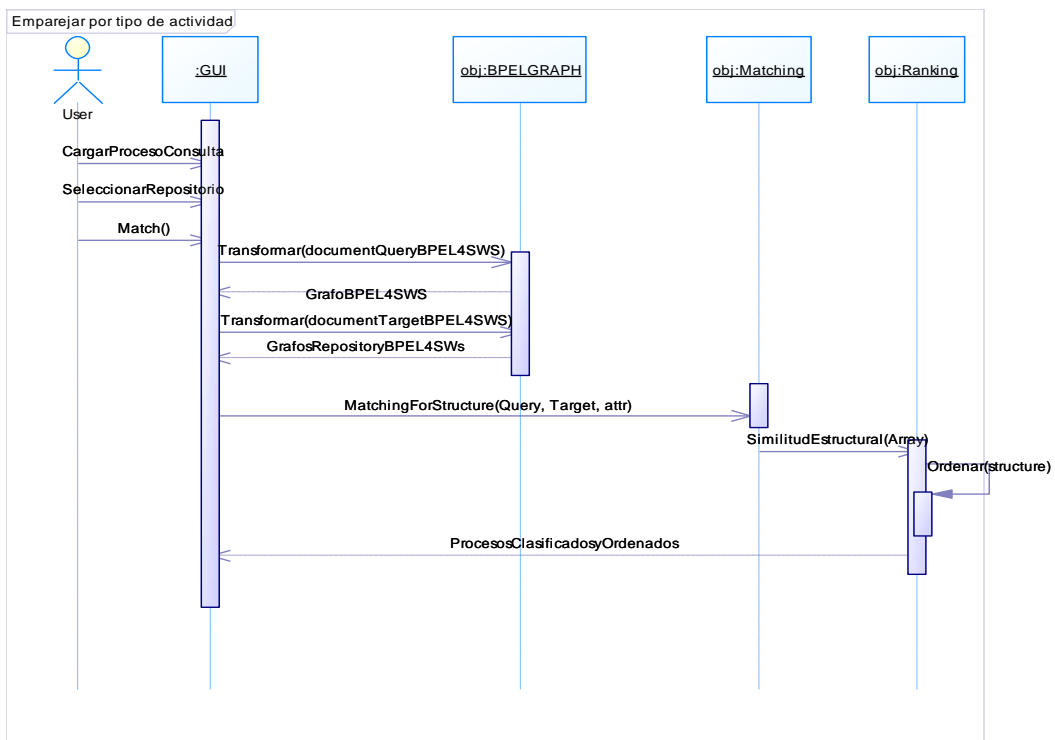 Emparejar por tipo de actividad
:GUI
obj:BPELGRAPH
obj:Matching
obj:Ranking
User
CargarProcesoConsulta
SeleccionarRepositorio
Match()
Transformar(documentQueryBPEL4SWS)
GrafoBPEL4SWS
Transformar(documentTargetBPEL4SWS)
GrafosRepositoryBPEL4SWs
MatchingForStructure(Query, Target, attr)
SimilitudEstructural(Array)
Ordenar(structure)
ProcesosClasificadosyOrdenados